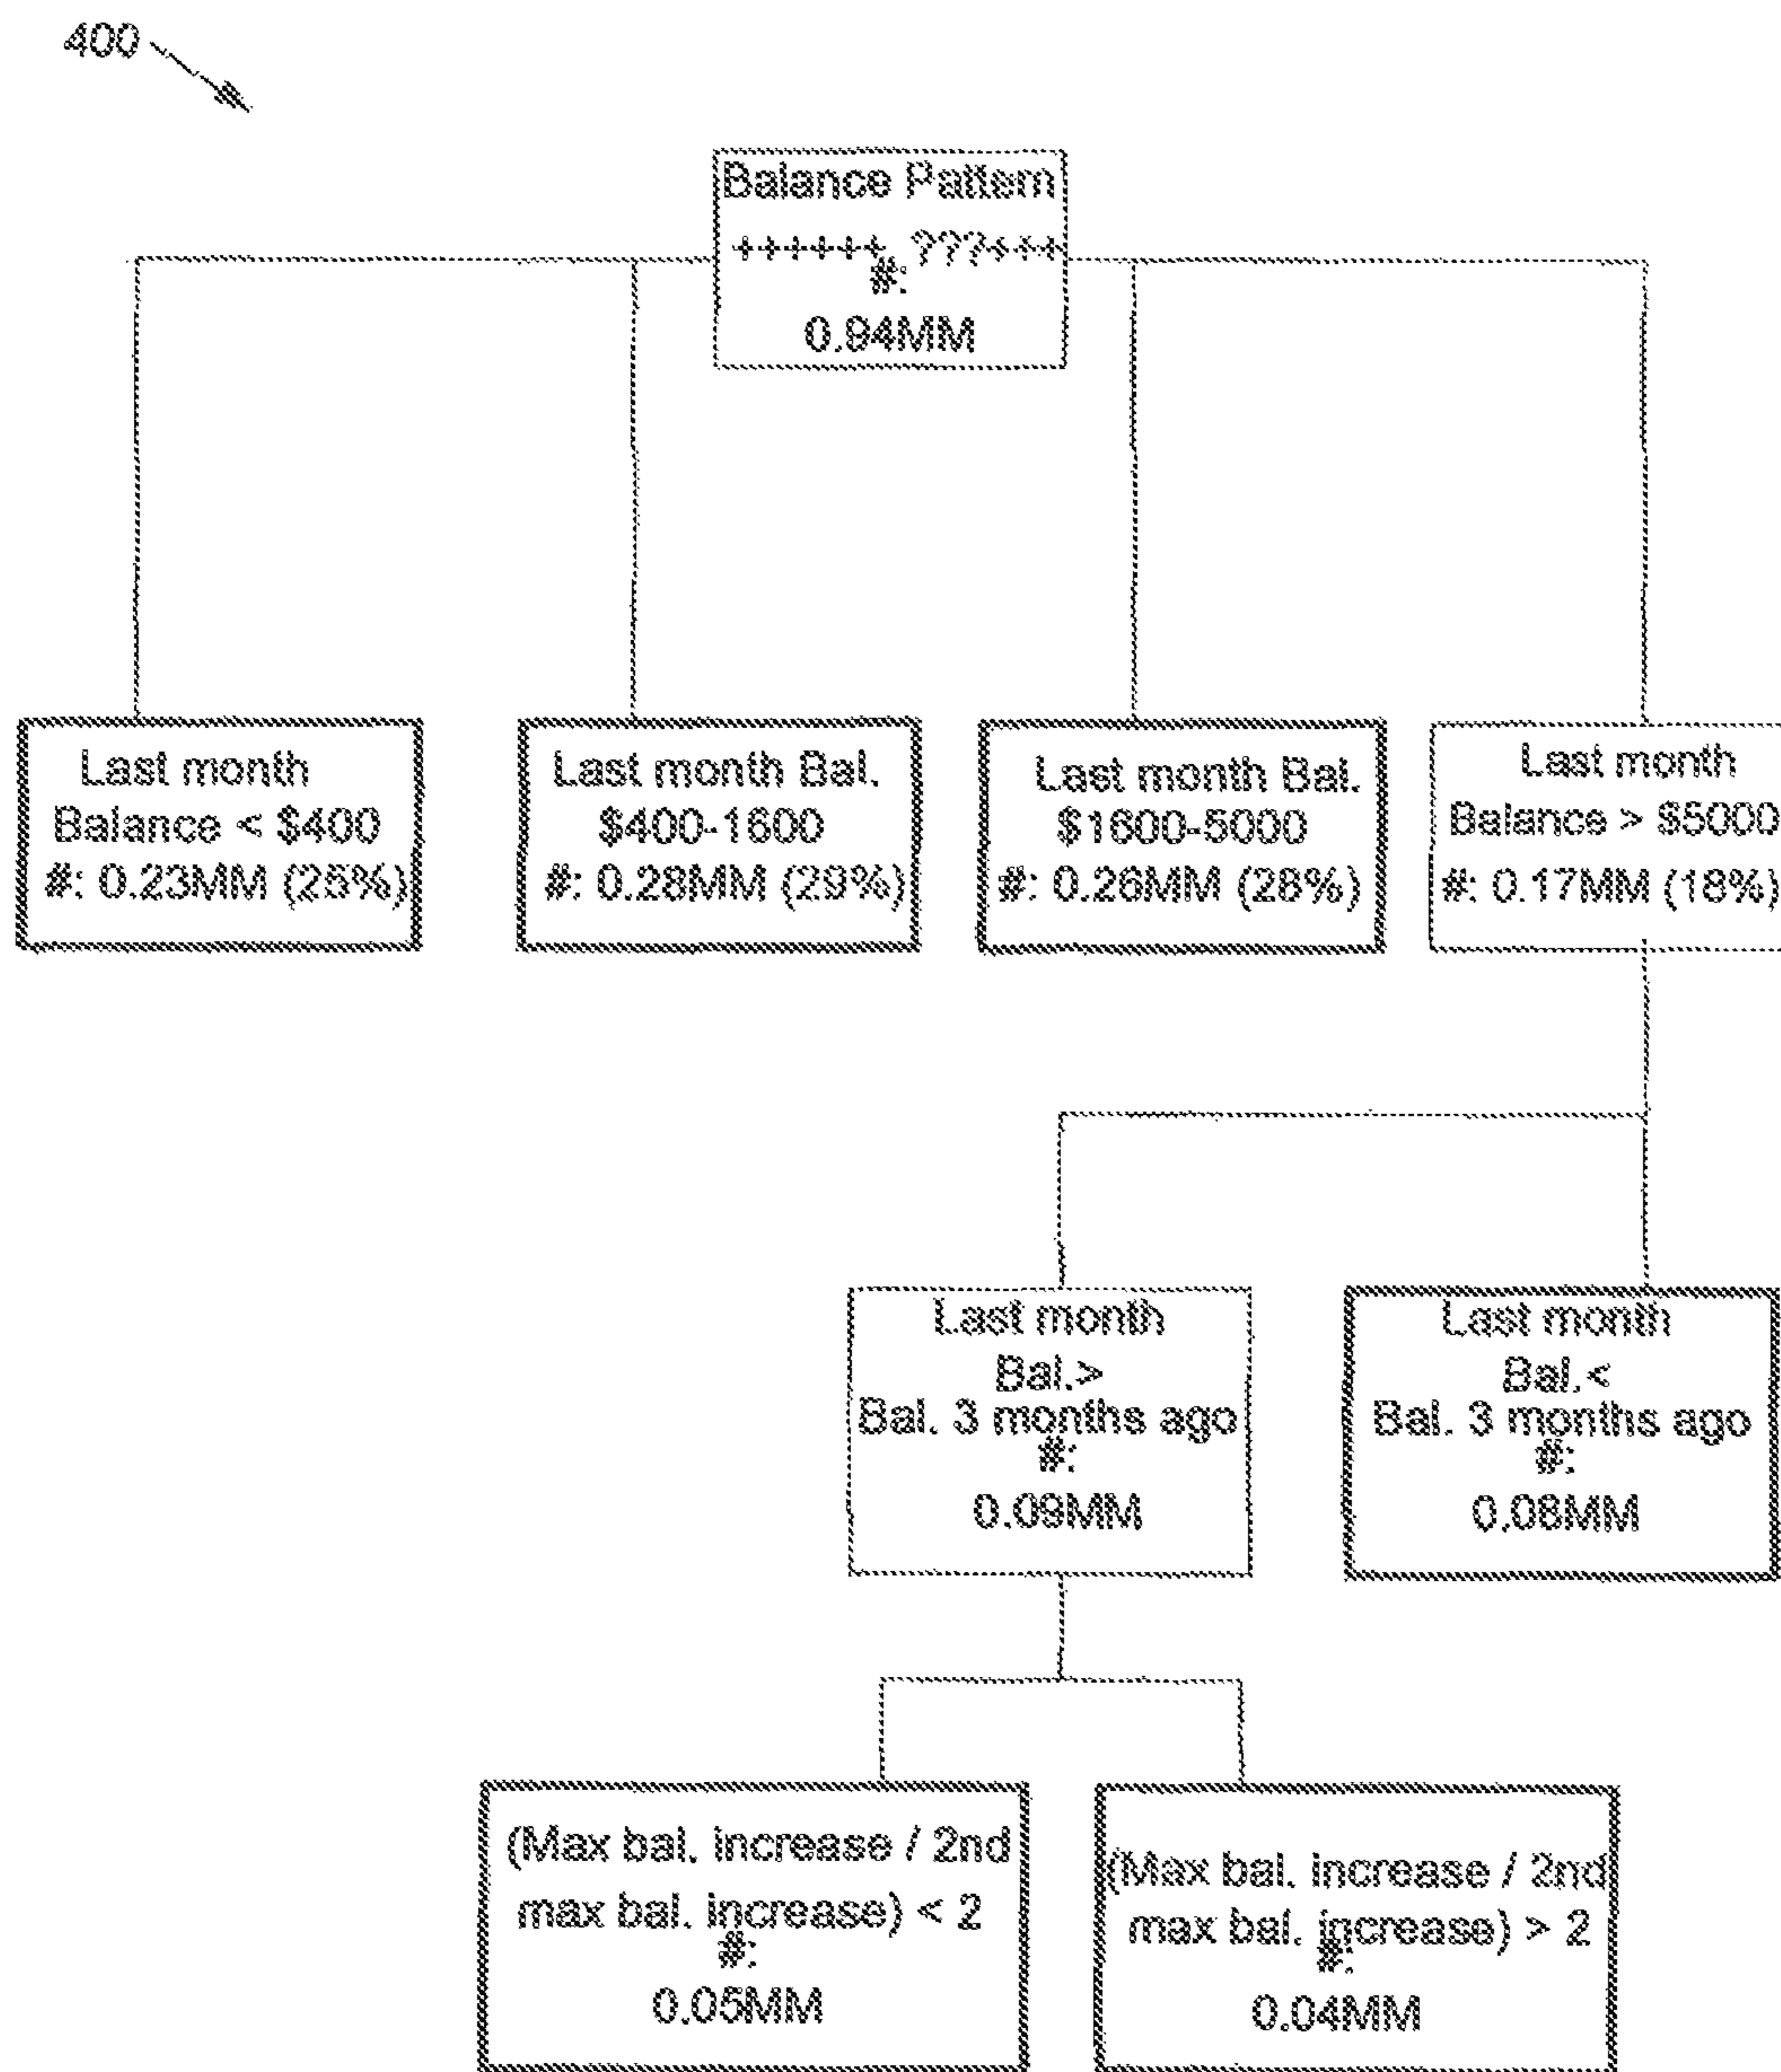 400
Balance Pattern
++++++, ???+++
#:
0.94MM
Last month
Balance < $400
#: 0.23MM (25%)
Last month Bal.
$400-1600
#: 0.28MM (29%)
Last month Bal.
$1600-5000
#: 0.26MM (28%)
Last month
Balance > $5000
#: 0.17MM (18%)
Last month
Bal.>
Bal. 3 months ago
#:
0.09MM
Last month
Bal.<
Bal. 3 months ago
#:
0.08MM
(Max bal. increase / 2nd
max bal. increase) < 2
#:
0.05MM
(Max bal. increase / 2nd
max bal. increase) > 2
#:
0.04MM